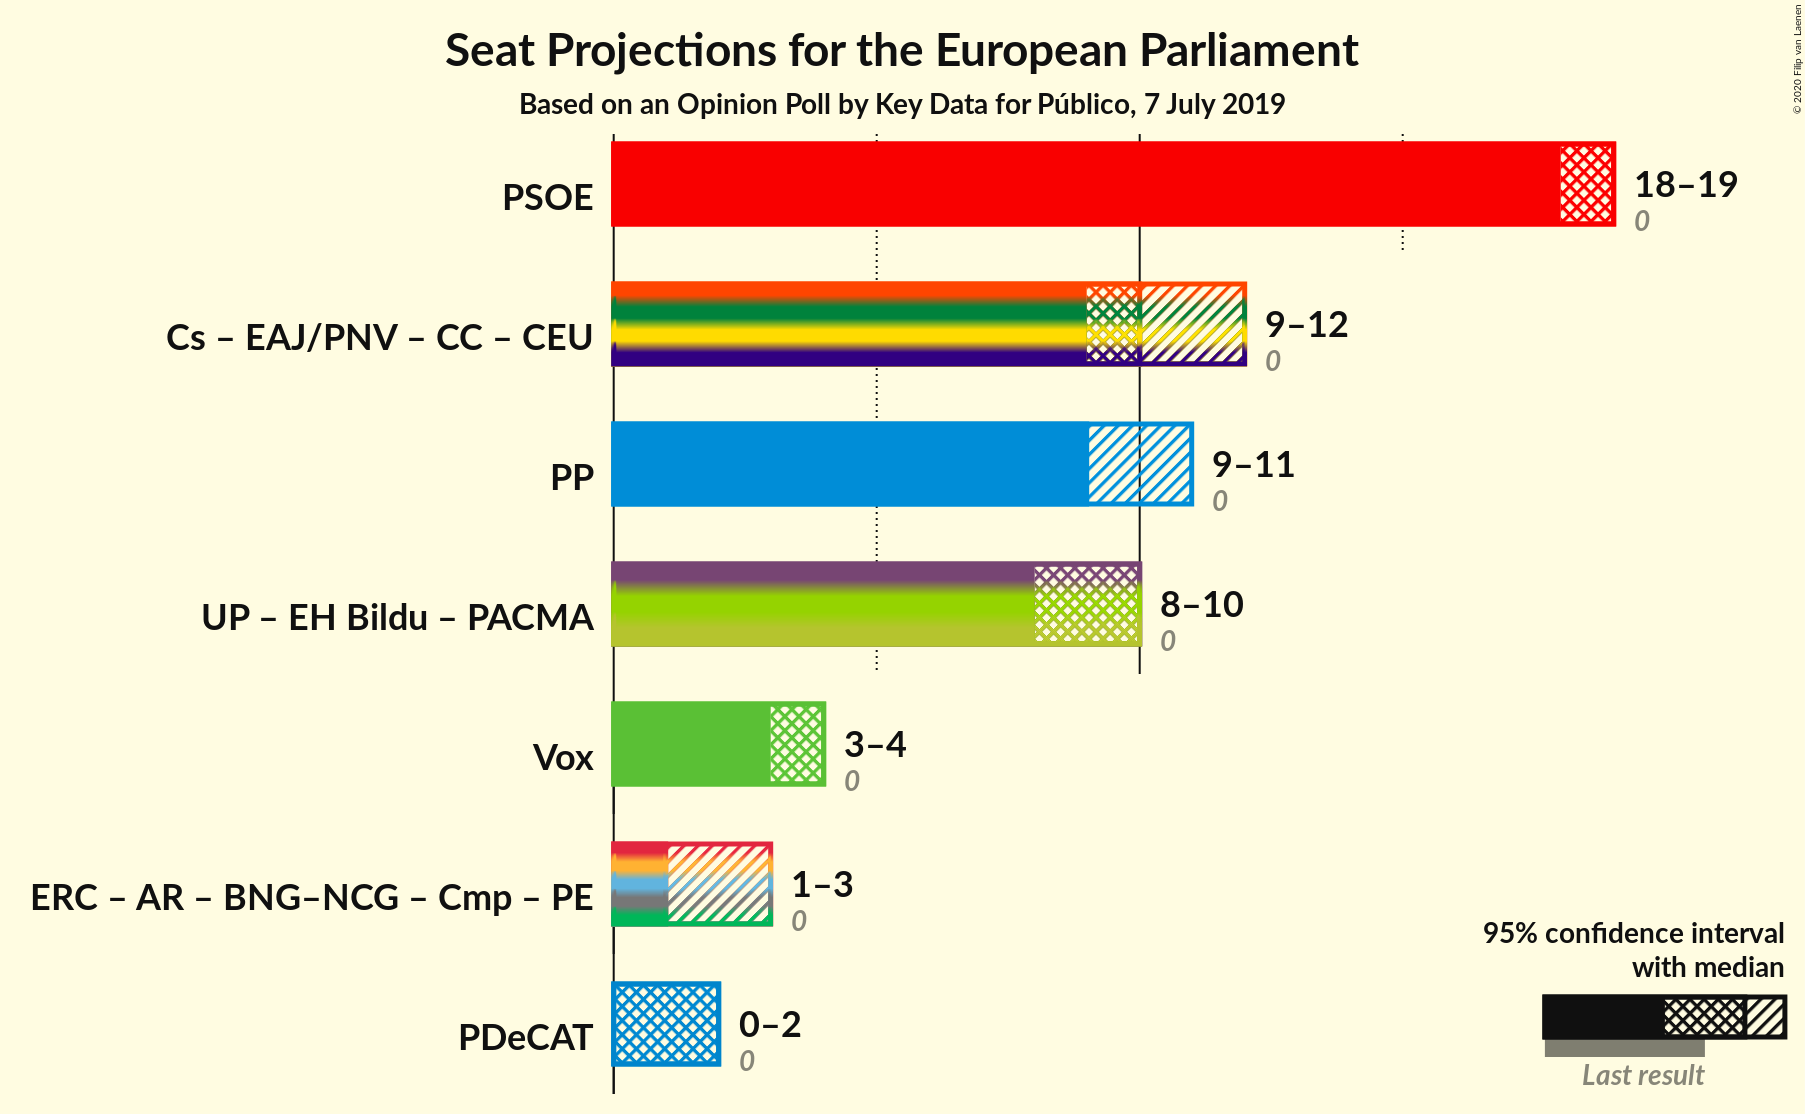 Seat Projections for the European Parliament
Based on an Opinion Poll by Key Data for Público, 7 July 2019
© 2020 Filip van Laenen
PSOE
18–19
0
Cs – EAJ/PNV – CC – CEU
9–12
0
PP
9–11
0
UP – EH Bildu – PACMA
8–10
0
Vox
3–4
0
ERC – AR – BNG–NCG – Cmp – PE
1–3
0
PDeCAT
0–2
0
95% confidence interval
with median
Last result